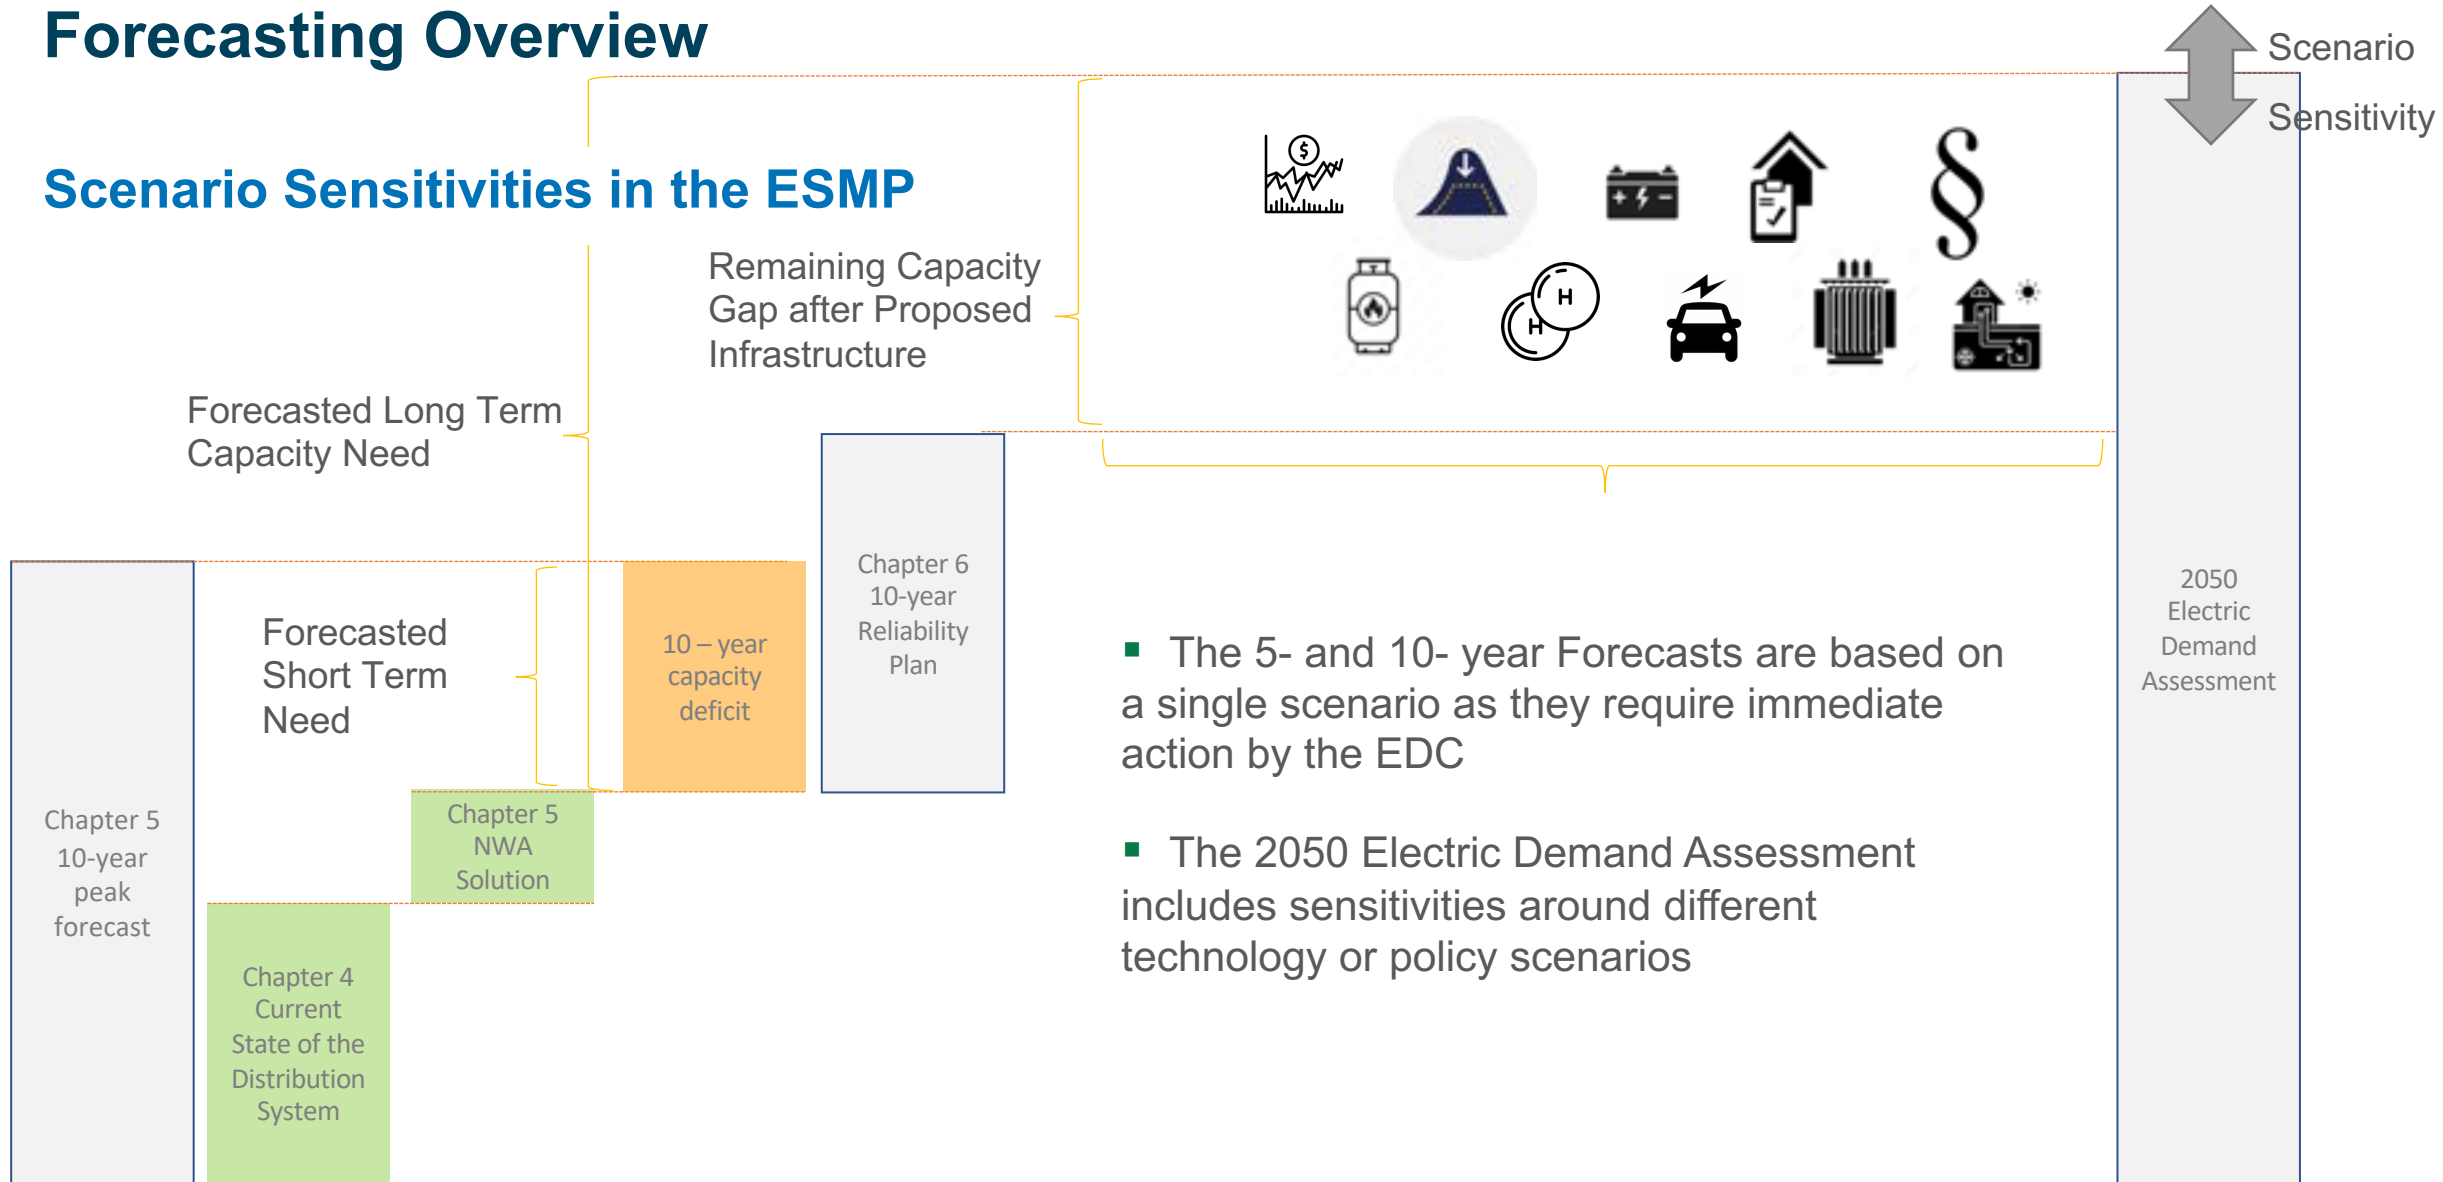 Forecasting Overview
Scenario
Sensitivity
Scenario Sensitivities in the ESMP
$
+ −
H
H
Remaining Capacity
Gap after Proposed
Infrastructure
Forecasted Long Term
Capacity Need
Forecasted
Short Term
Need
Chapter 5
10-year
peak
forecast
Chapter 4
Current
State of the
Distribution
System
Chapter 5
NWA
Solution
10 – year
capacity
deficit
Chapter 6
10-year
Reliability
Plan
▪ The 5- and 10- year Forecasts are based on
a single scenario as they require immediate
action by the EDC
▪ The 2050 Electric Demand Assessment
includes sensitivities around different
technology or policy scenarios
2050
Electric
Demand
Assessment